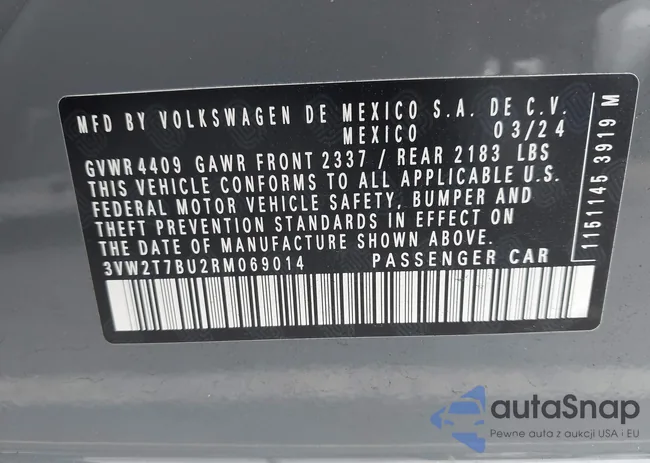 MFD BY VOLKSWAGEN DE MEXICO S.A. DE C.V.
MEXICO 03/24
GVWR 4409 GAWR FRONT 2337 / REAR 2183 LBS
THIS VEHICLE CONFORMS TO ALL APPLICABLE U.S.
FEDERAL MOTOR VEHICLE SAFETY, BUMPER AND
THEFT PREVENTION STANDARDS IN EFFECT ON
THE DATE OF MANUFACTURE SHOWN ABOVE.
3VW2T7BU2RM069014 PASSENGER CAR
1151145 3919 M
autaSnap
Pewne auta z aukcji USA i EU